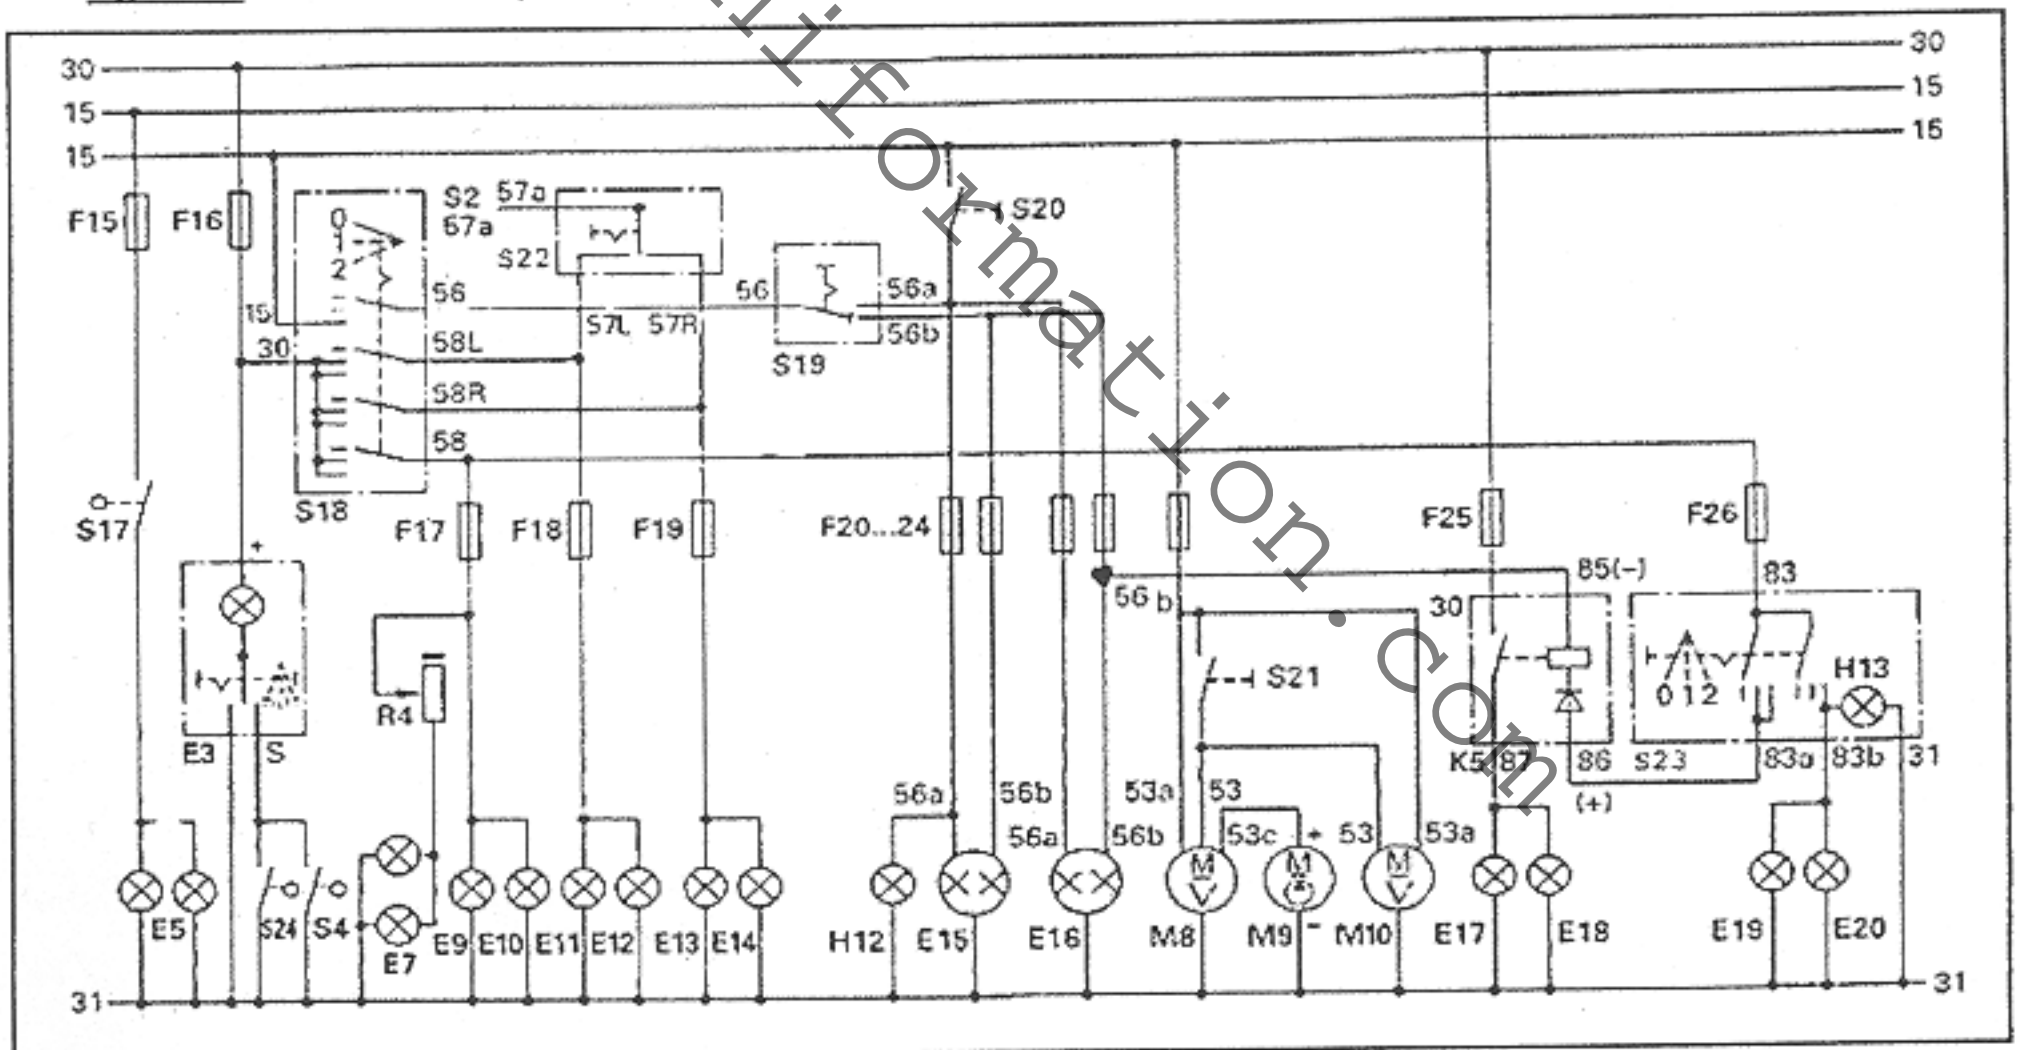 30 30
15 15
15 15
F15 F16 0 1 2 S2 57a 57a S22 S20
15 56 57L 57R 56 56a 56b S19
30 58L
58R
58
S17 S18 F17 F18 F19 F20...24 F25 F26
+ 85(-) 83
56 b 30
R4 S21 0 1 2 H13
E3 S K5 87 86 S23 83a 83b 31
56a 56b 53a 53 (+)
56a 56b 53c + 53 53a
M M M
E5 S24 S4 E7 E9 E10 E11 E12 E13 E14 H12 E15 E16 M8 M9 - M10 E17 E18 E19 E20
31 31